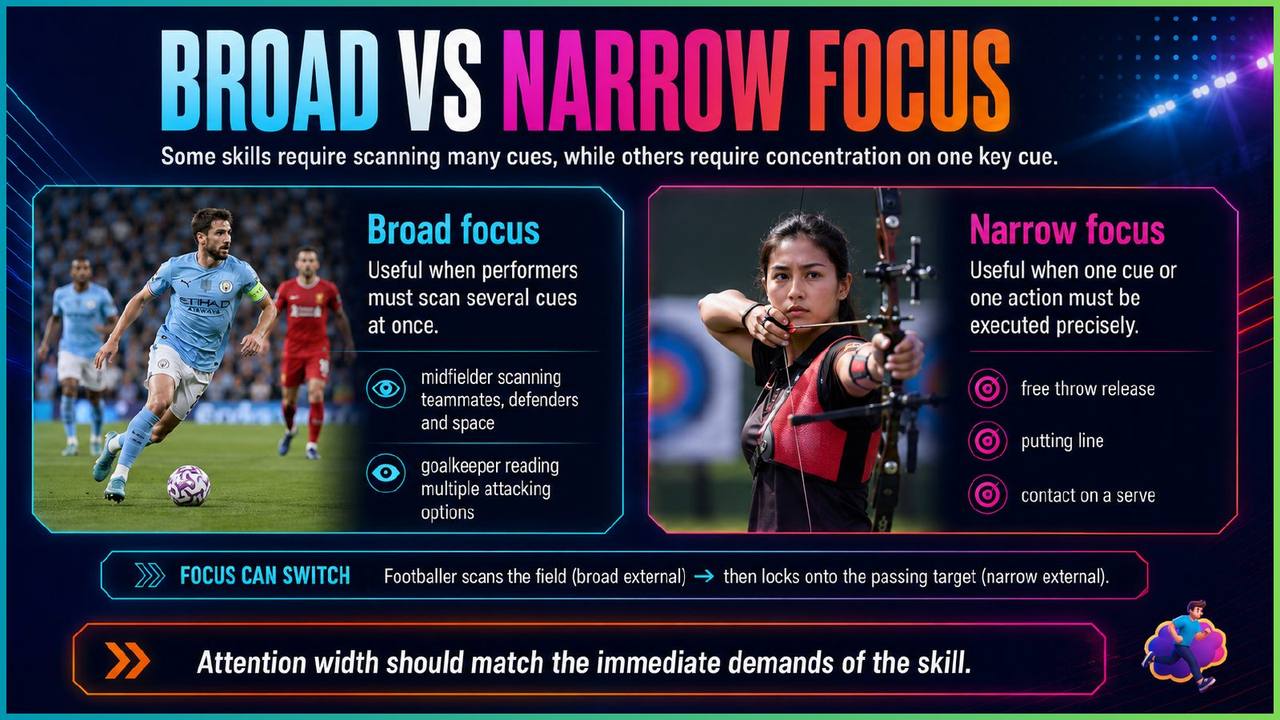 BROAD VS NARROW FOCUS
Some skills require scanning many cues, while others require concentration on one key cue.
Broad focus
Useful when performers
must scan several cues
at once.
midfielder scanning
teammates, defenders
and space
goalkeeper reading
multiple attacking
options
ETIHAD
AIRWAYS
Narrow focus
Useful when one cue or
one action must be
executed precisely.
free throw release
putting line
contact on a serve
FOCUS CAN SWITCH
Footballer scans the field (broad external) → then locks onto the passing target (narrow external).
Attention width should match the immediate demands of the skill.